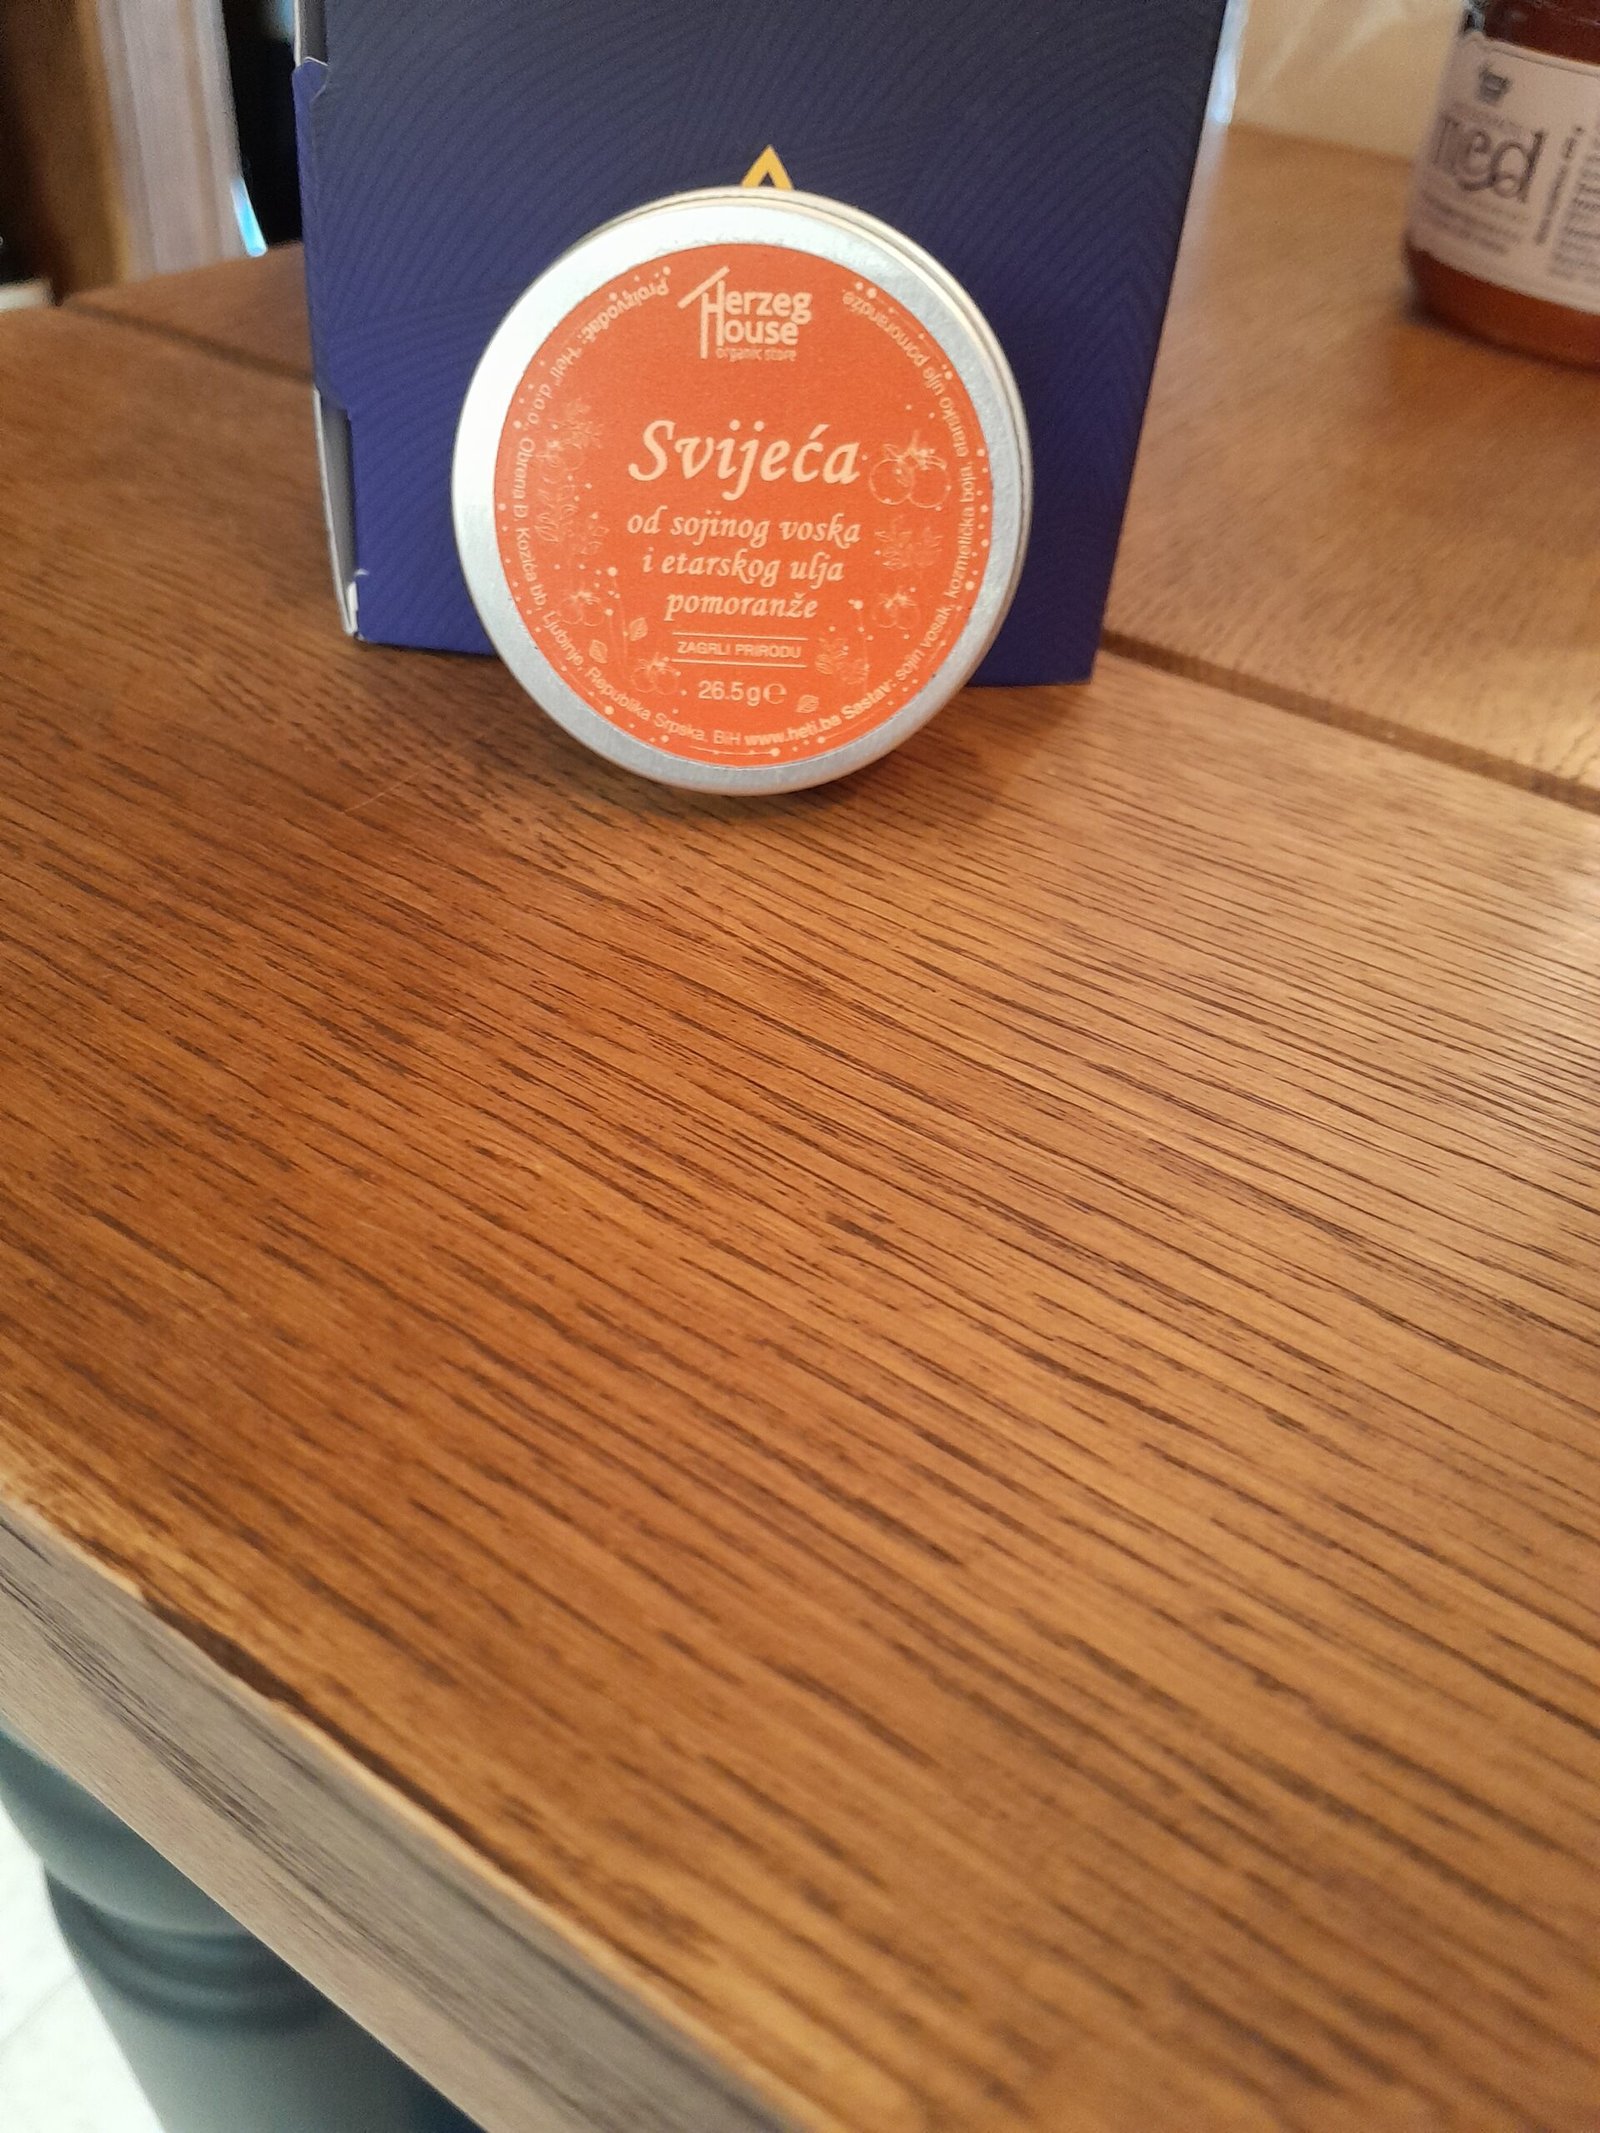 Herzeg
House
organic store
Svijeća
od sojinog voska
i etarskog ulja
pomoranže
ZAGRLI PRIRODU
26.5g℮
Proizvođač: "Heti" d.o.o. Obrena Đ. Kozića bb, Ljubinje, Republika Srpska, BiH www.heti.ba Sastav: sojin vosak, kozmetička boja, etarsko ulje pomorandže.
med